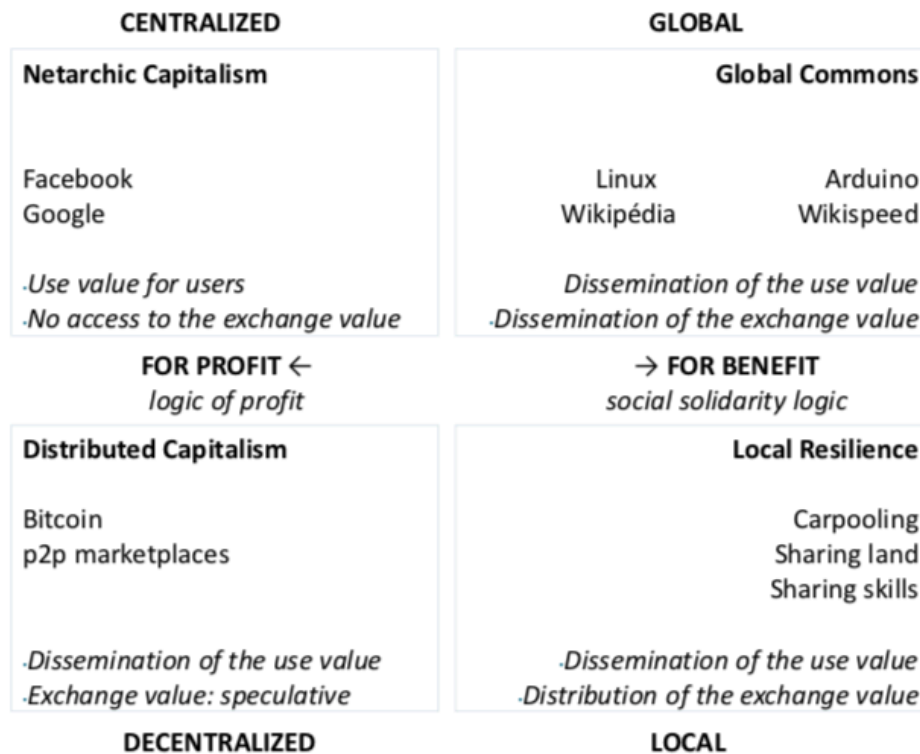 CENTRALIZED GLOBAL
Netarchic Capitalism
Facebook
Google
·Use value for users
·No access to the exchange value
Global Commons
Linux Arduino
Wikipédia Wikispeed
Dissemination of the use value
·Dissemination of the exchange value
FOR PROFIT ← → FOR BENEFIT
logic of profit social solidarity logic
Distributed Capitalism
Bitcoin
p2p marketplaces
·Dissemination of the use value
·Exchange value: speculative
Local Resilience
Carpooling
Sharing land
Sharing skills
·Dissemination of the use value
·Distribution of the exchange value
DECENTRALIZED LOCAL